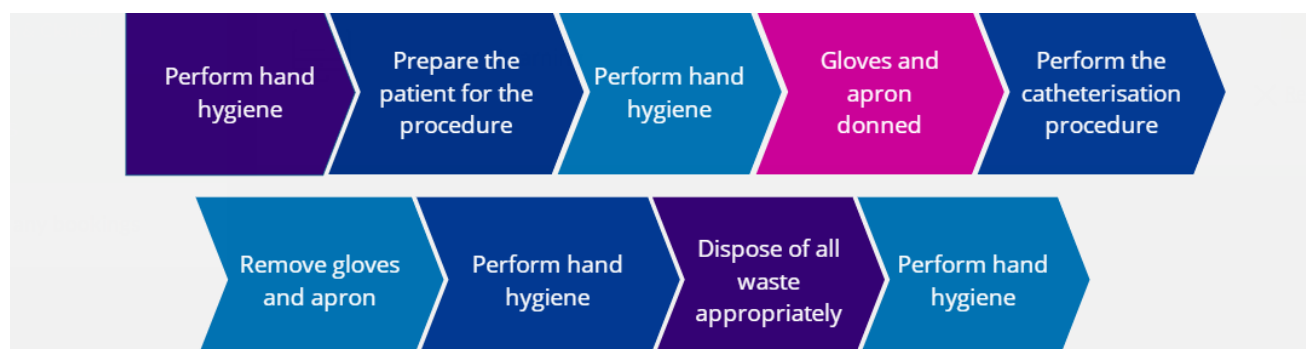 Perform hand
hygiene
Prepare the
patient for the
procedure
Perform hand
hygiene
Gloves and
apron
donned
Perform the
catheterisation
procedure
Remove gloves
and apron
Perform hand
hygiene
Dispose of all
waste
appropriately
Perform hand
hygiene